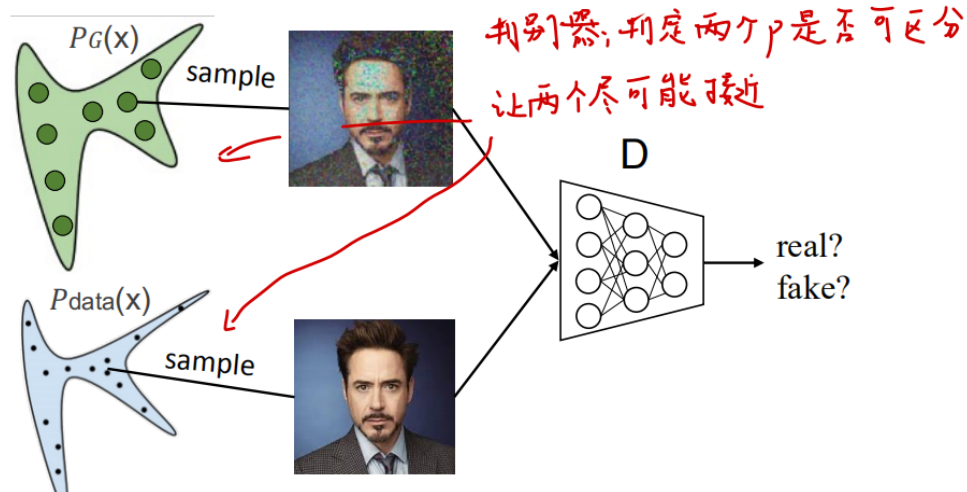 PG(x)
sample
判别器: 判定两个p是否可区分
让两个尽可能接近
D
real?
fake?
Pdata(x)
sample